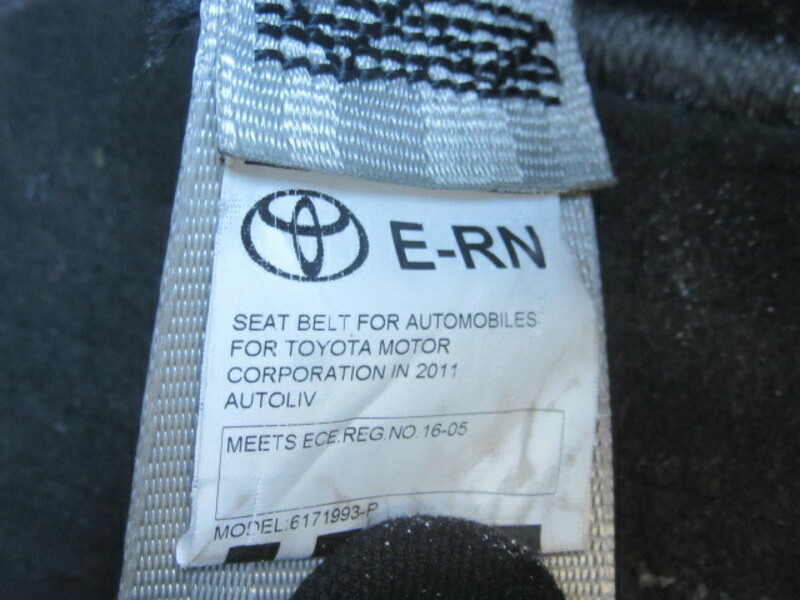 E-RN
SEAT BELT FOR AUTOMOBILES
FOR TOYOTA MOTOR
CORPORATION IN 2011
AUTOLIV
MEETS ECE.REG.NO.16-05
MODEL:6171993-P